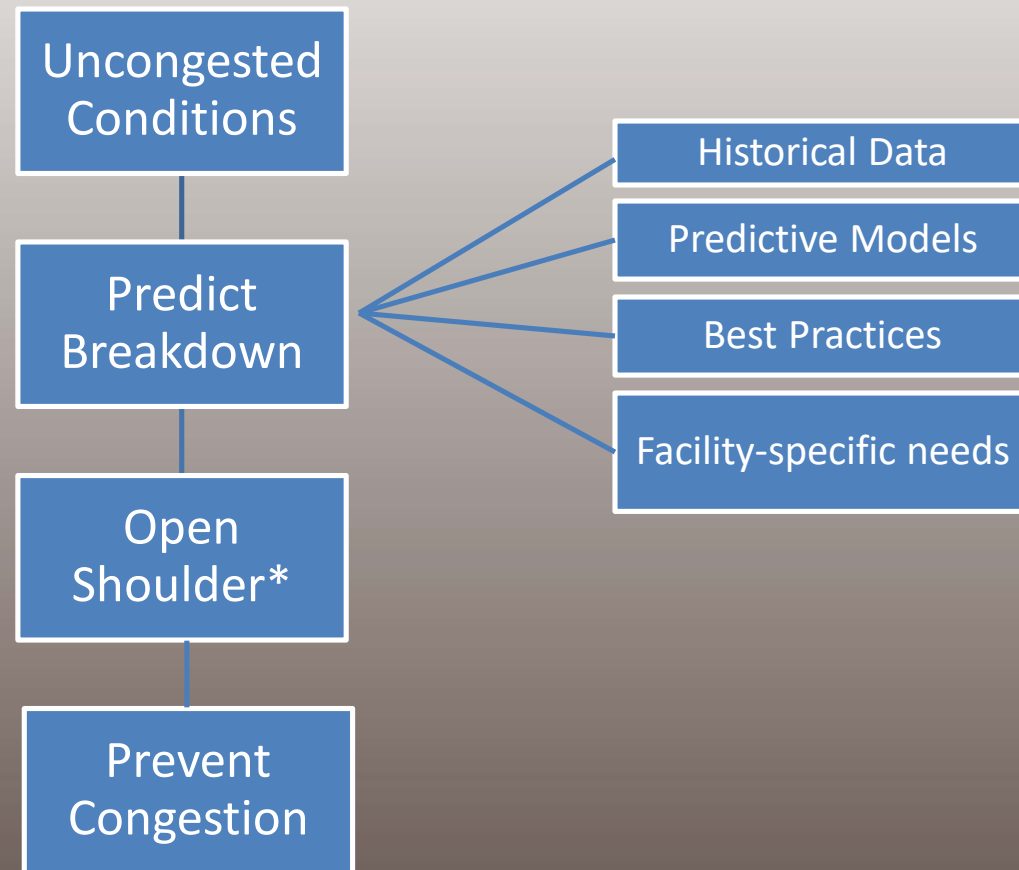 Uncongested
Conditions
Predict
Breakdown
Open
Shoulder*
Prevent
Congestion
Historical Data
Predictive Models
Best Practices
Facility-specific needs